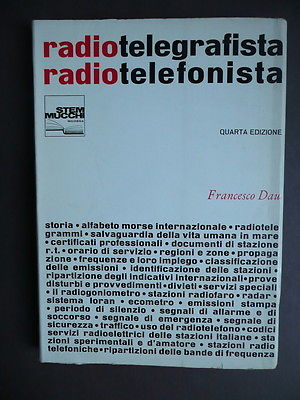 radiotelegrafista
radiotelefonista
STEM
MUCCHI
MODENA
QUARTA EDIZIONE
Francesco Dau
storia • alfabeto morse internazionale • radiotele
grammi • salvaguardia della vita umana in mare
• certificati professionali • documenti di stazione
r.t. • orario di servizio • regioni e zone • propaga
zione • frequenze e loro impiego • classificazione
delle emissioni • identificazione delle stazioni •
ripartizione degli indicativi internazionali • prove
disturbi e provvedimenti • divieti • servizi speciali
• il radiogoniometro • stazioni radiofaro • radar •
sistema loran • ecometro • emissioni stampa
• periodo di silenzio • segnali di allarme e di
soccorso • segnale di emergenza • segnale di
sicurezza • traffico • uso del radiotelefono • codici
servizi radioelettrici delle stazioni italiane • sta
zioni sperimentali e d'amatore • stazioni radio
telefoniche • ripartizioni delle bande di frequenza